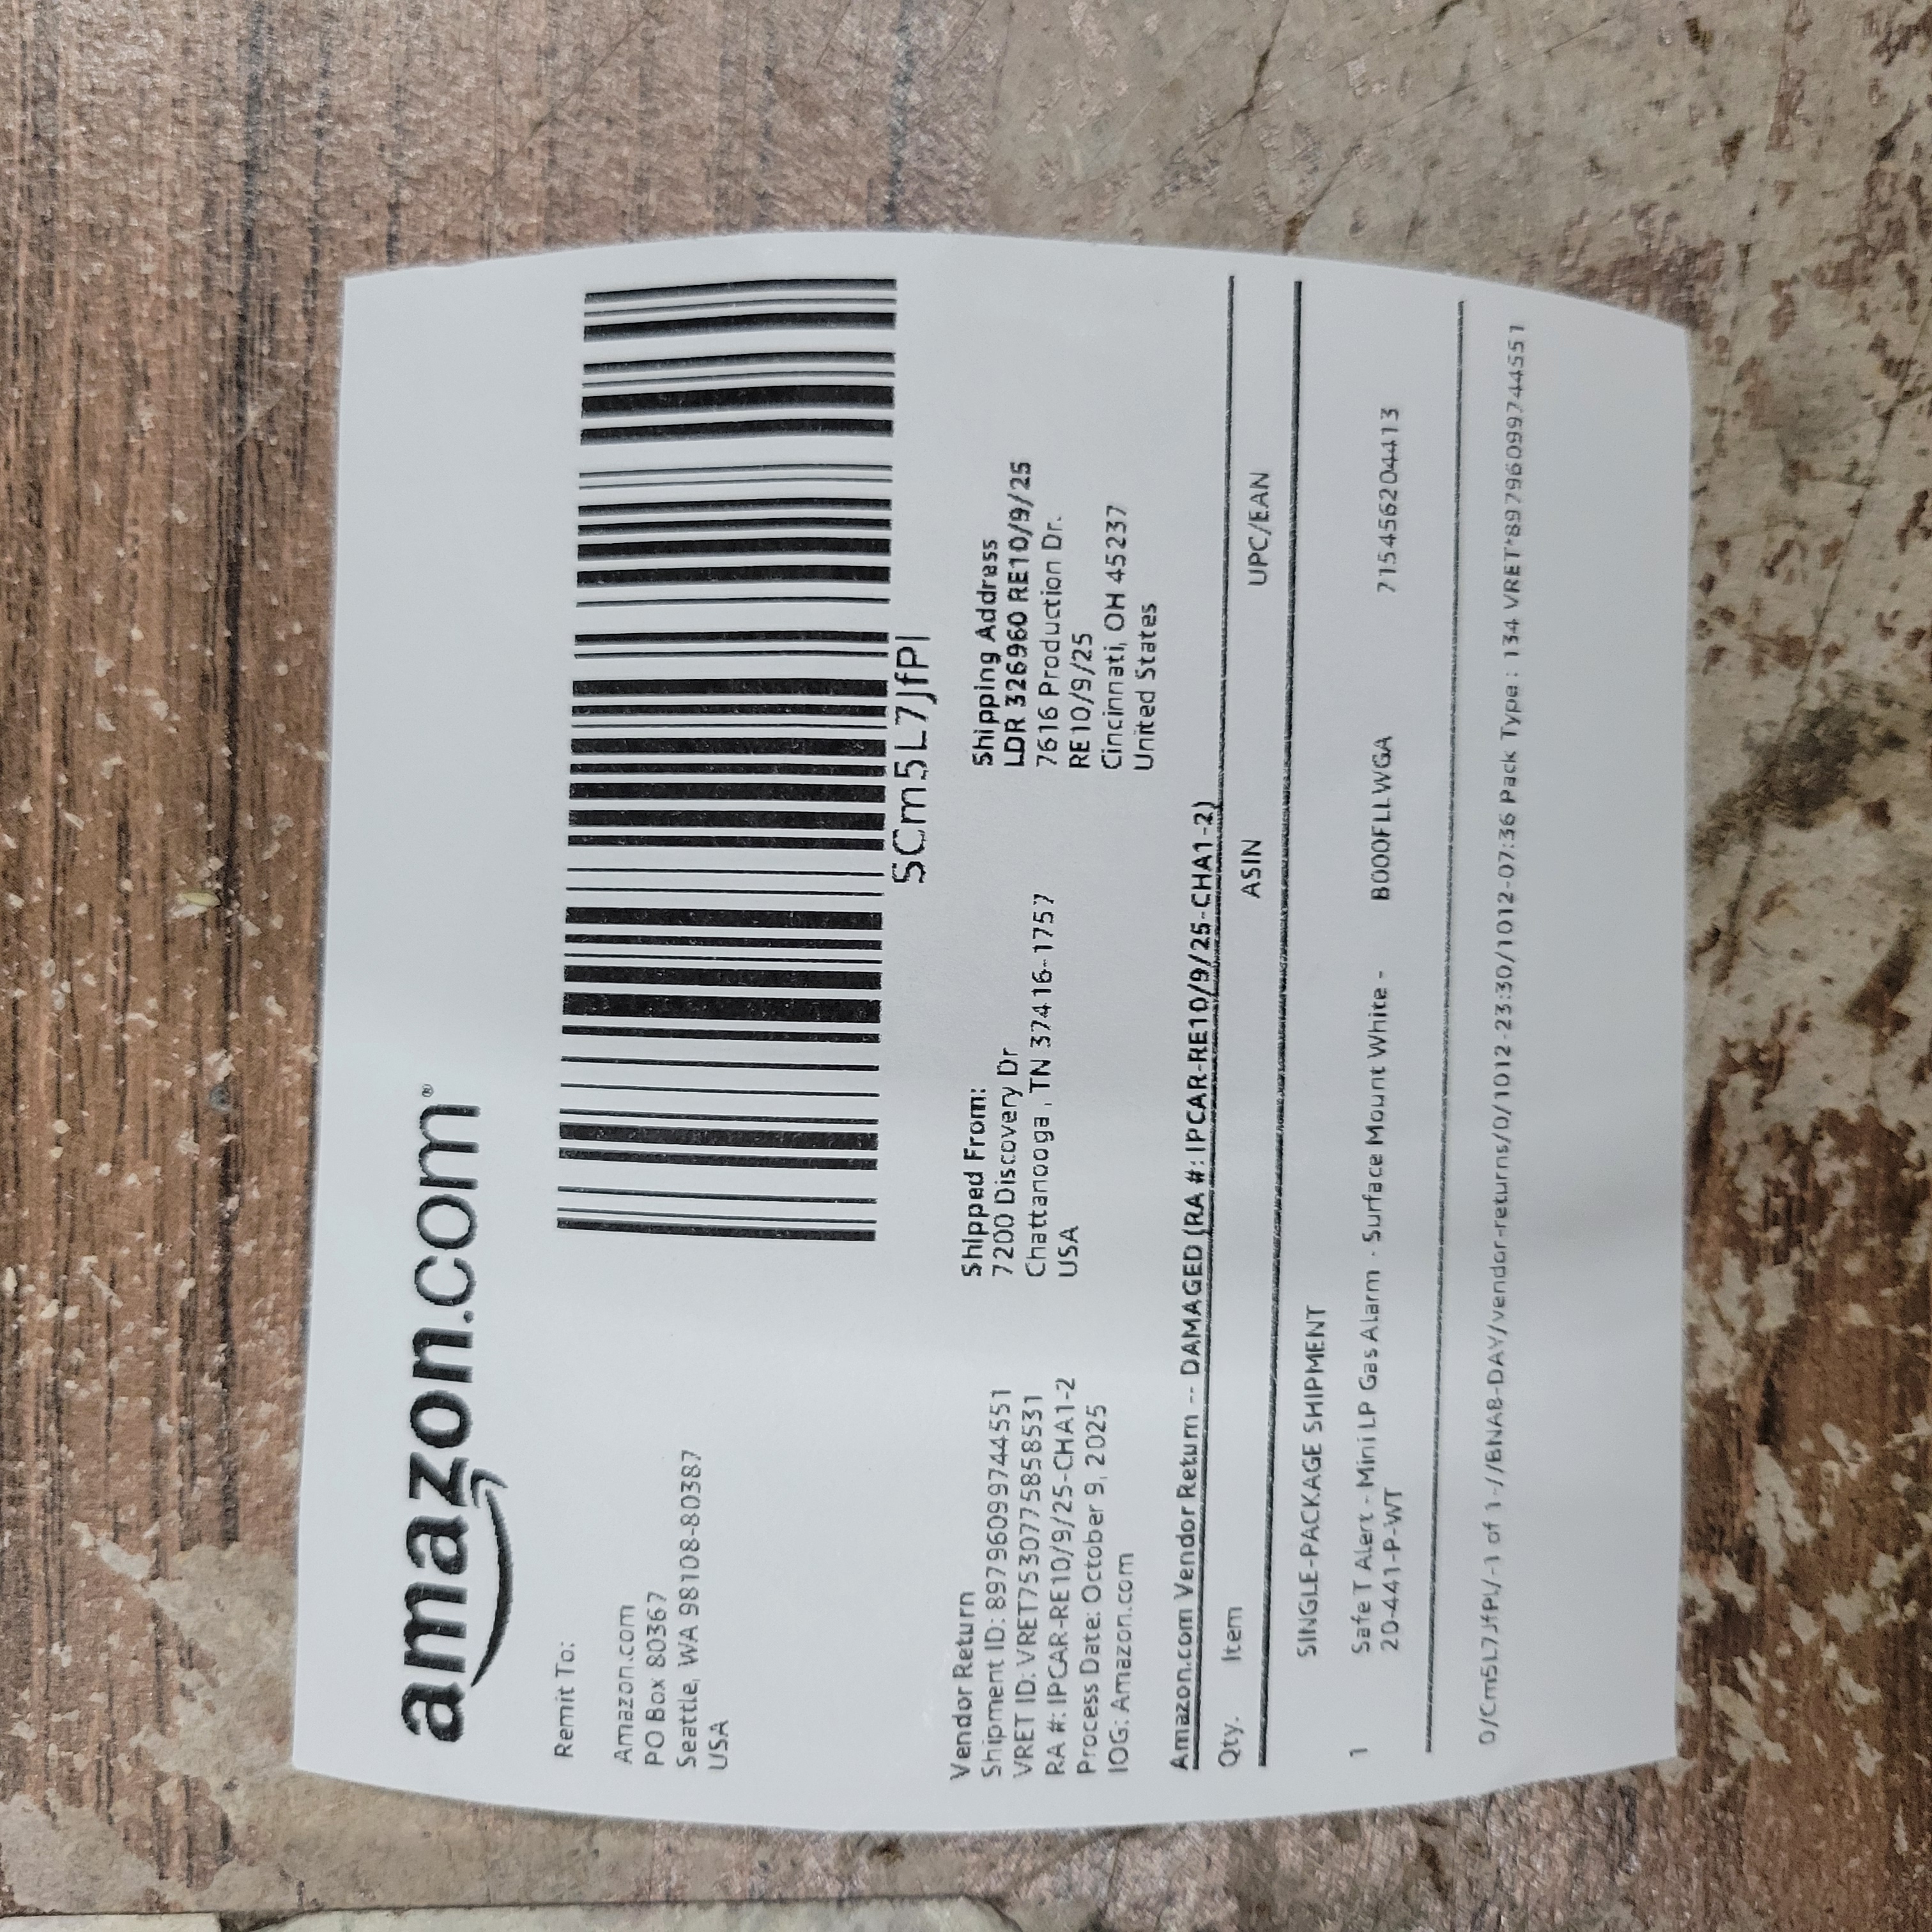 amazon.com®
Remit To:
Amazon.com
PO Box 80367
Seattle, WA 98108-80387
USA
SCm5L7JfPl
Vendor Return
Shipment ID: 89796099744551
VRET ID: VRET753077585 8531
RA #: IPCAR-RE10/9/25-CHA1-2
Process Date: October 9, 2025
IOG: Amazon.com
Shipped From:
7200 Discovery Dr
Chattanooga , TN 37416-1757
USA
Shipping Address
LDR 326960 RE10/9/25
7616 Production Dr.
RE10/9/25
Cincinnati, OH 45237
United States
Amazon.com Vendor Return -- DAMAGED (RA #: IPCAR-RE10/9/25-CHA1-2)
Qty. Item ASIN UPC/EAN
SINGLE-PACKAGE SHIPMENT
1 Safe T Alert - Mini LP Gas Alarm - Surface Mount White - B000FLLWGA 715456204413
20-441-P-WT
0/Cm5L7JfPl/-1 of 1-//BNA8-DAY/vendor-returns/0/1012-23:30/1012-07:36 Pack Type : 134 VRET*89796099744551